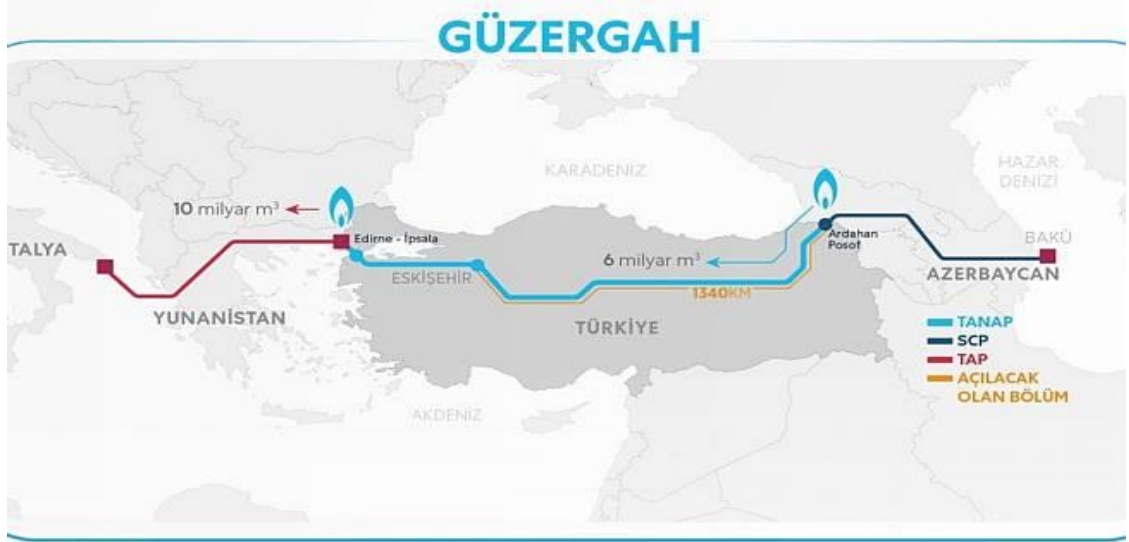 GÜZERGAH
KARADENİZ
HAZAR
DENİZİ
10 milyar m³
Edirne - İpsala
Ardahan
Posof
BAKÜ
TALYA
6 milyar m³
ESKİŞEHİR
AZERBAYCAN
1340KM
YUNANİSTAN
TÜRKİYE
TANAP
SCP
TAP
AÇILACAK
OLAN BÖLÜM
AKDENİZ